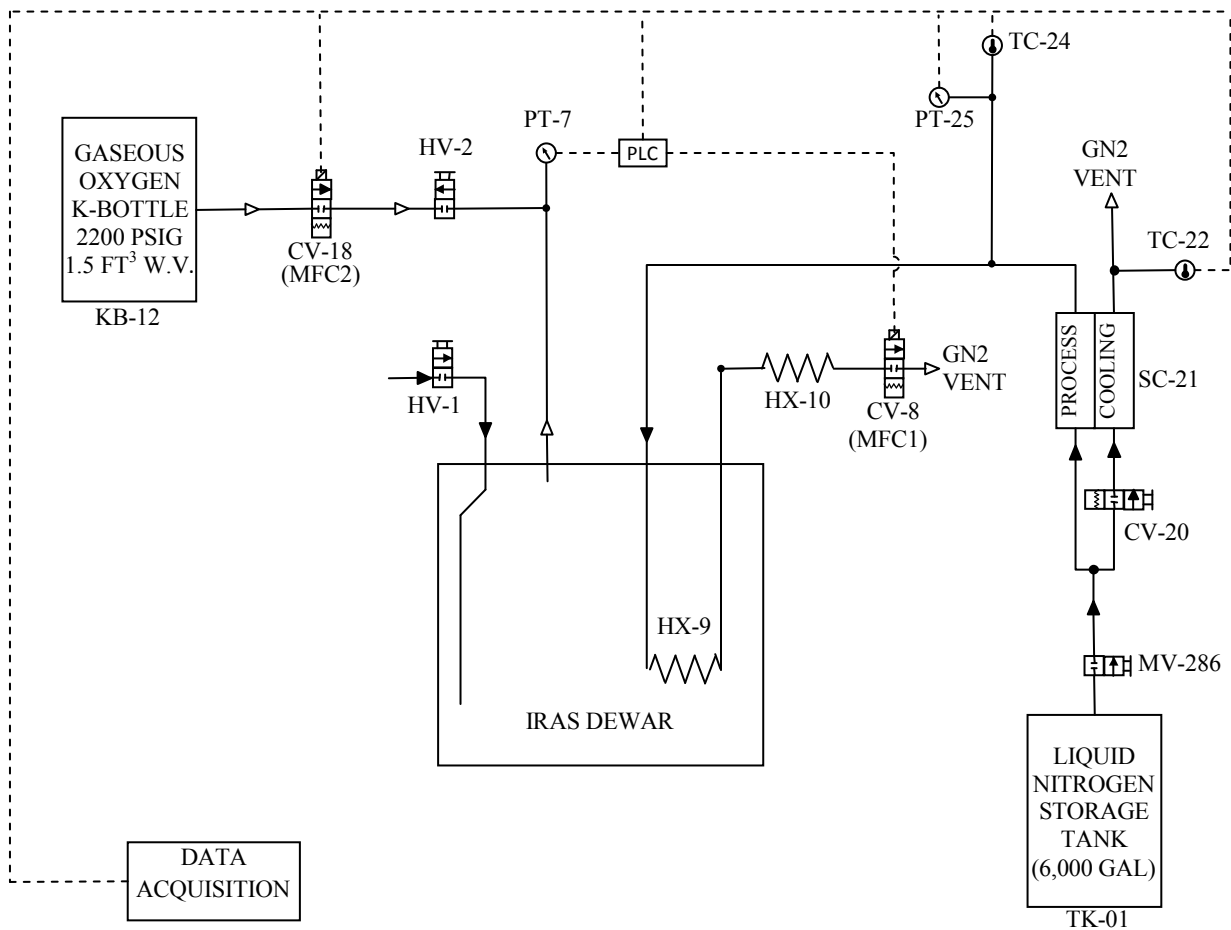 TC-24
PT-7
HV-2
PLC
PT-25
GASEOUS
OXYGEN
K-BOTTLE
2200 PSIG
1.5 FT³ W.V.
KB-12
CV-18
(MFC2)
GN2
VENT
TC-22
HV-1
HX-10
CV-8
(MFC1)
GN2
VENT
PROCESS
COOLING
SC-21
CV-20
HX-9
IRAS DEWAR
MV-286
LIQUID
NITROGEN
STORAGE
TANK
(6,000 GAL)
TK-01
DATA
ACQUISITION